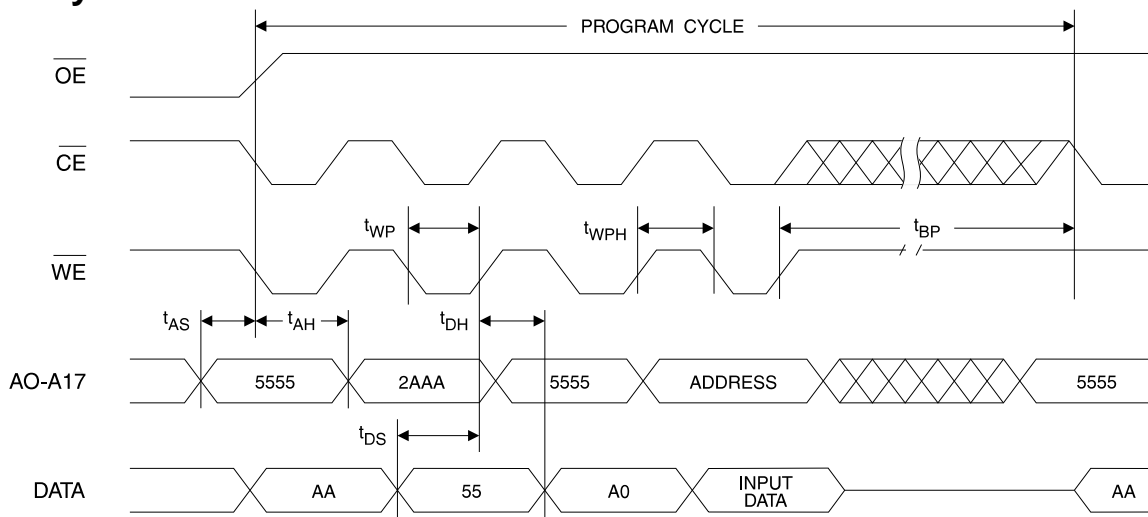 PROGRAM CYCLE
OE
CE
tWP
tWPH
tBP
WE
tAS
tAH
tDH
AO-A17
5555
2AAA
5555
ADDRESS
5555
tDS
DATA
AA
55
A0
INPUT
DATA
AA